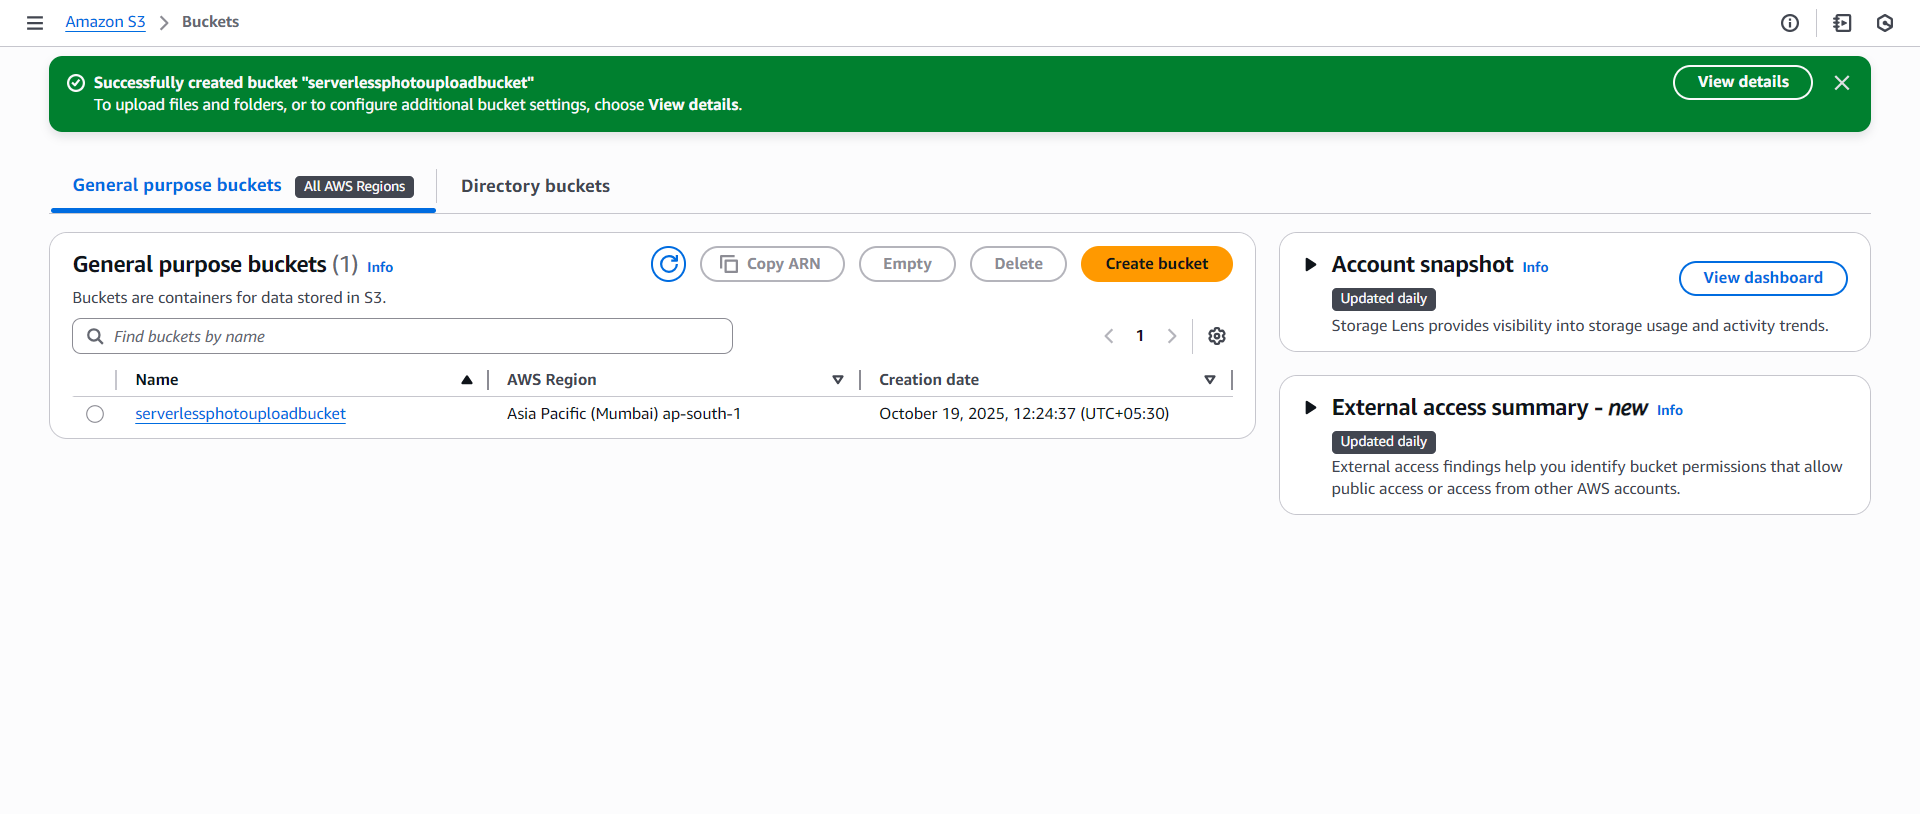 Amazon S3 > Buckets
Successfully created bucket "serverlessphotouploadbucket"
To upload files and folders, or to configure additional bucket settings, choose View details.
View details
General purpose buckets All AWS Regions Directory buckets
General purpose buckets (1) Info
Copy ARN Empty Delete Create bucket
Buckets are containers for data stored in S3.
Find buckets by name
1
Name AWS Region Creation date
serverlessphotouploadbucket Asia Pacific (Mumbai) ap-south-1 October 19, 2025, 12:24:37 (UTC+05:30)
Account snapshot Info
View dashboard
Updated daily
Storage Lens provides visibility into storage usage and activity trends.
External access summary - new Info
Updated daily
External access findings help you identify bucket permissions that allow
public access or access from other AWS accounts.